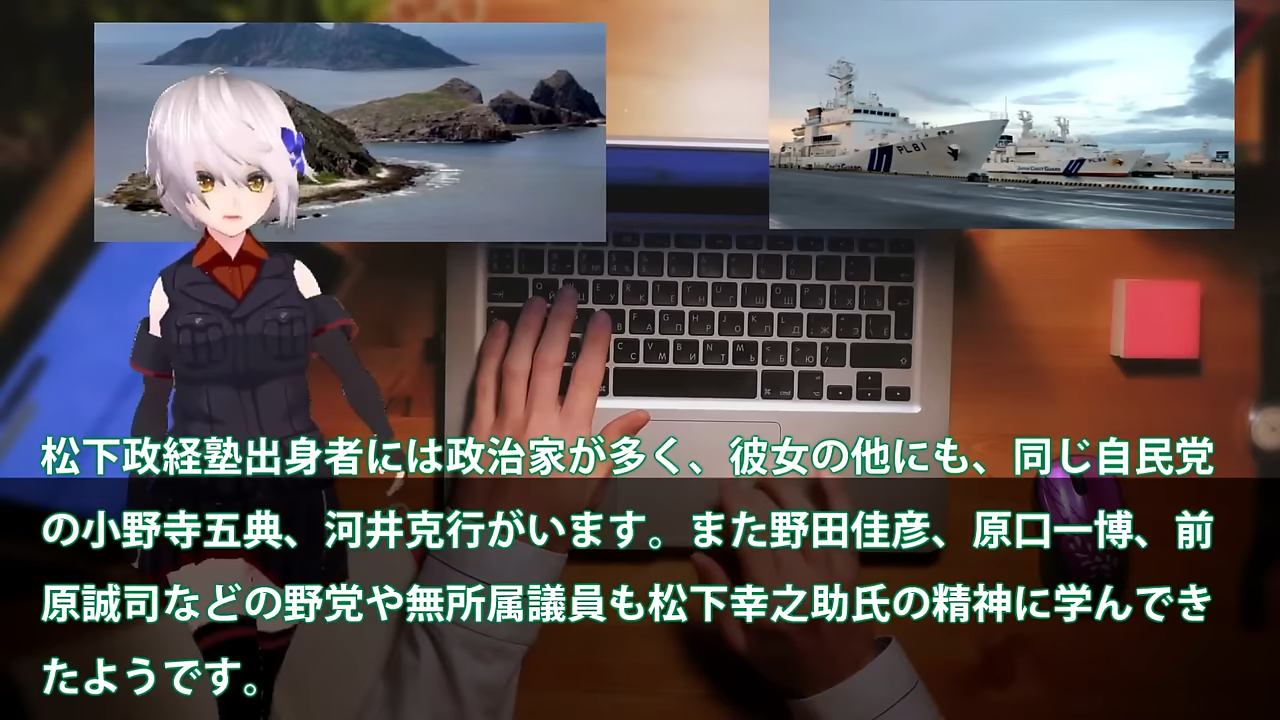 PL81
JAPAN COAST GUARD
松下政経塾出身者には政治家が多く、彼女の他にも、同じ自民党
の小野寺五典、河井克行がいます。また野田佳彦、原口一博、前
原誠司などの野党や無所属議員も松下幸之助氏の精神に学んでき
たようです。